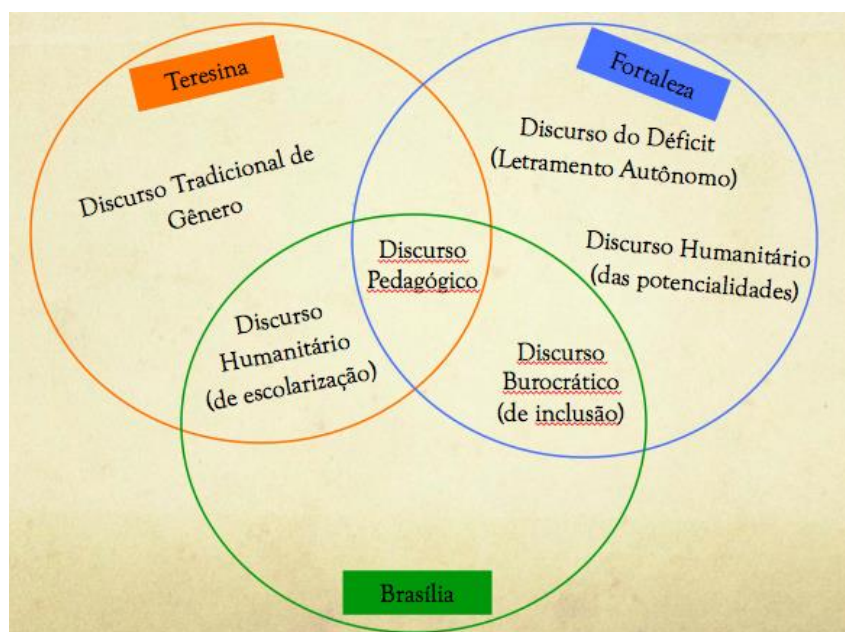 Teresina
Fortaleza
Discurso do Déficit
(Letramento Autônomo)
Discurso Tradicional de
Gênero
Discurso Humanitário
(das potencialidades)
Discurso
Pedagógico
Discurso
Humanitário
(de escolarização)
Discurso
Burocrático
(de inclusão)
Brasília